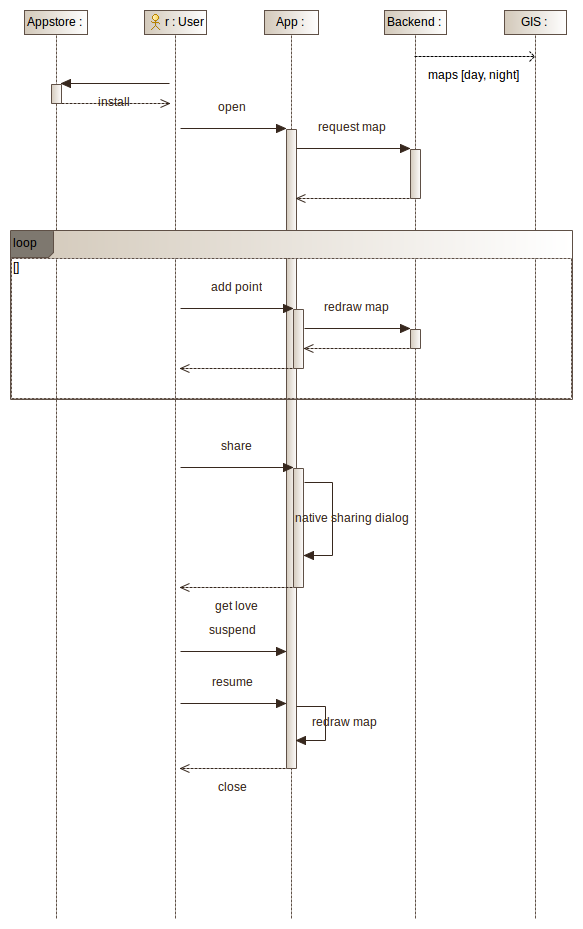 Appstore :
r : User
App :
Backend :
GIS :
maps [day, night]
install
open
request map
loop
[]
add point
redraw map
share
native sharing dialog
get love
suspend
resume
redraw map
close